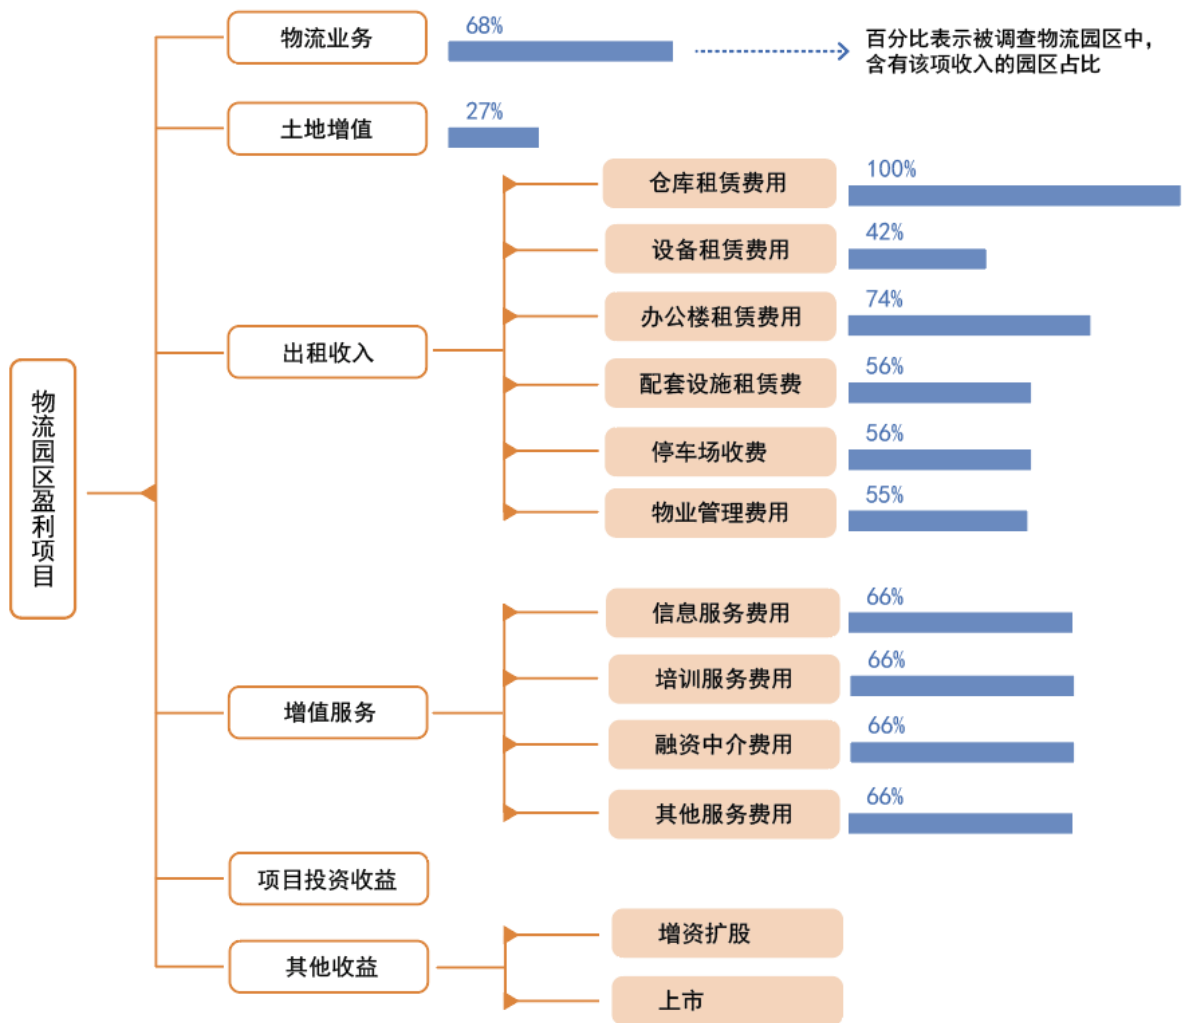 物流园区盈利项目
物流业务
68%
百分比表示被调查物流园区中，
含有该项收入的园区占比
土地增值
27%
出租收入
仓库租赁费用
100%
设备租赁费用
42%
办公楼租赁费用
74%
配套设施租赁费
56%
停车场收费
56%
物业管理费用
55%
增值服务
信息服务费用
66%
培训服务费用
66%
融资中介费用
66%
其他服务费用
66%
项目投资收益
其他收益
增资扩股
上市